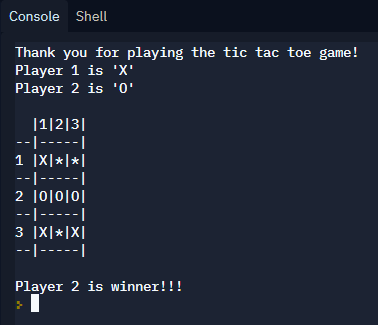 Console Shell
Thank you for playing the tic tac toe game!
Player 1 is 'X'
Player 2 is 'O'
  |1|2|3|
--|-----|
1 |X|*|*|
--|-----|
2 |O|O|O|
--|-----|
3 |X|*|X|
--|-----|
Player 2 is winner!!!
>